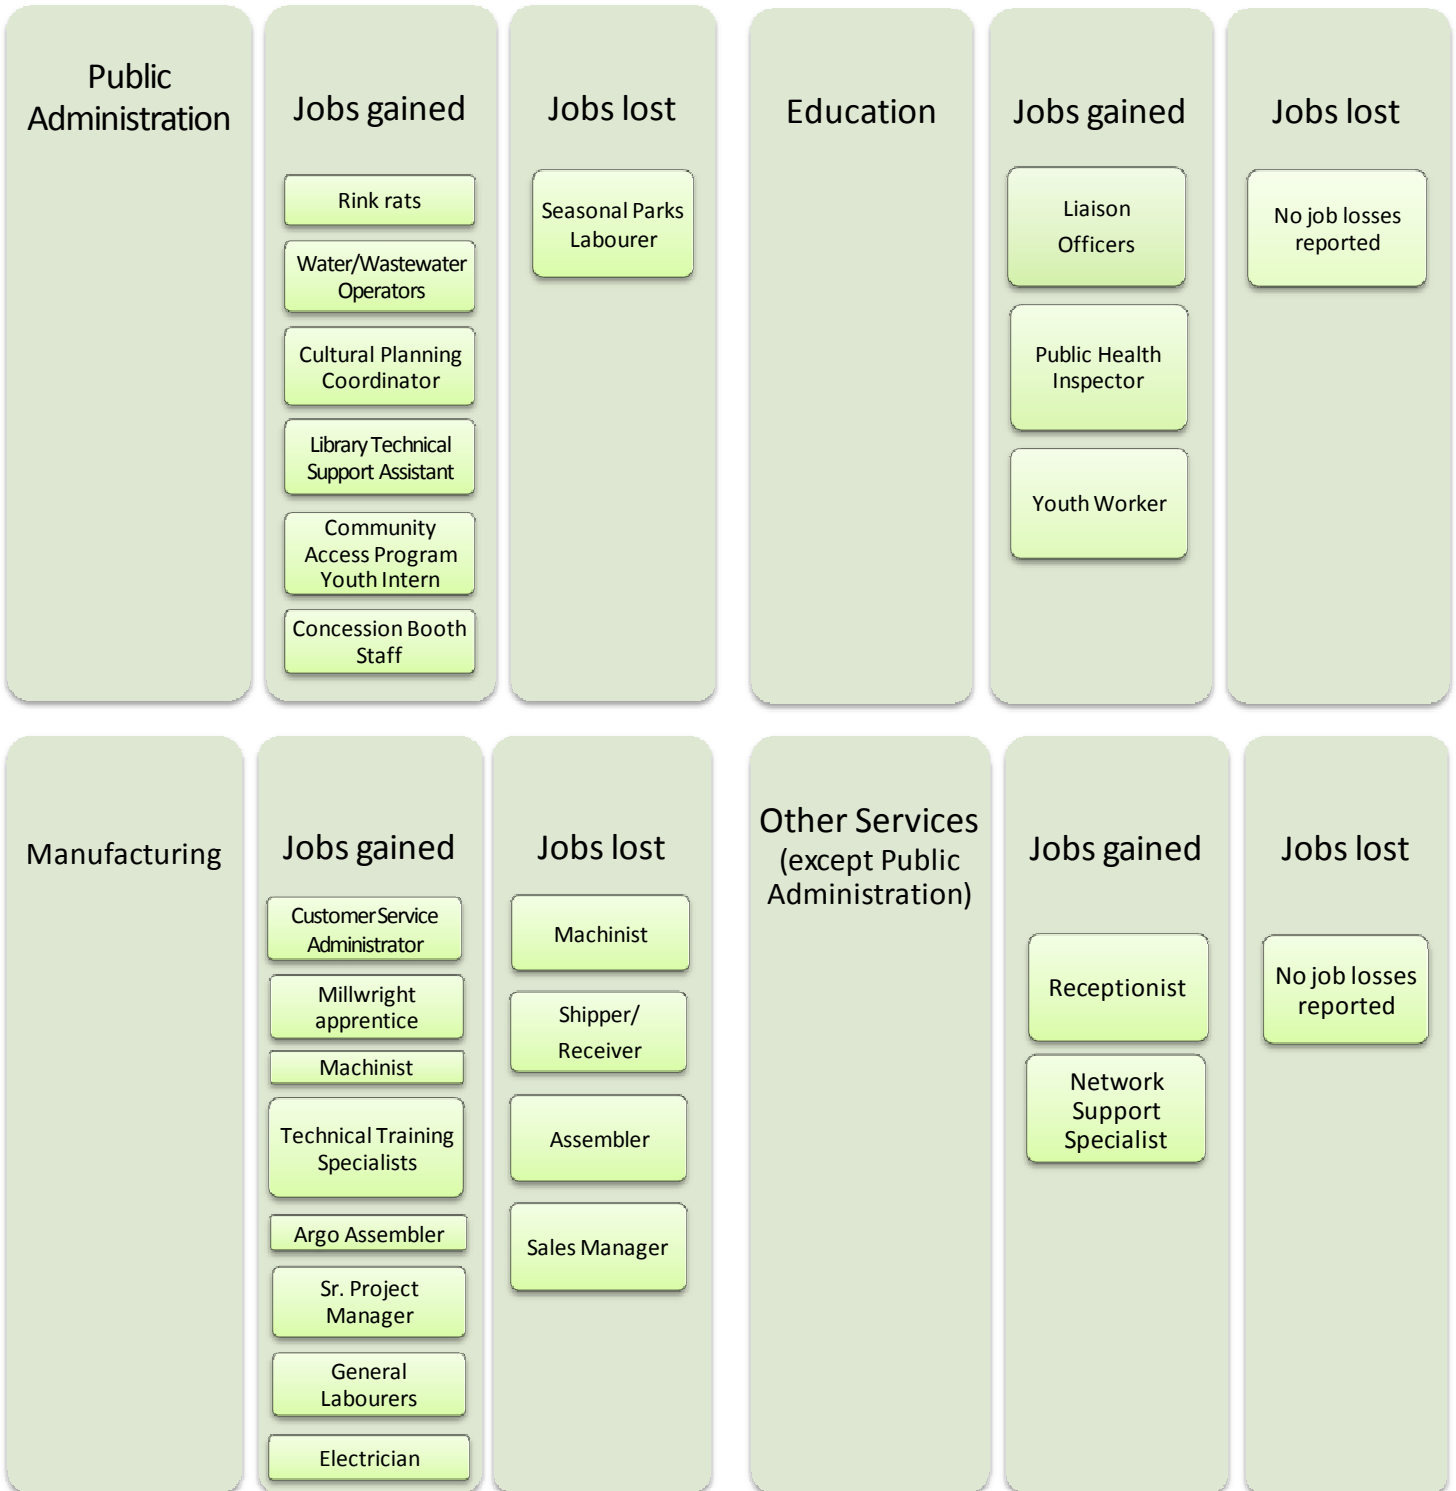 Public
Administration
Jobs gained
Rink rats
Water/Wastewater
Operators
Cultural Planning
Coordinator
Library Technical
Support Assistant
Community
Access Program
Youth Intern
Concession Booth
Staff
Jobs lost
Seasonal Parks
Labourer
Education
Jobs gained
Liaison
Officers
Public Health
Inspector
Youth Worker
Jobs lost
No job losses
reported
Manufacturing
Jobs gained
Customer Service
Administrator
Millwright
apprentice
Machinist
Technical Training
Specialists
Argo Assembler
Sr. Project
Manager
General
Labourers
Electrician
Jobs lost
Machinist
Shipper/
Receiver
Assembler
Sales Manager
Other Services
(except Public
Administration)
Jobs gained
Receptionist
Network
Support
Specialist
Jobs lost
No job losses
reported